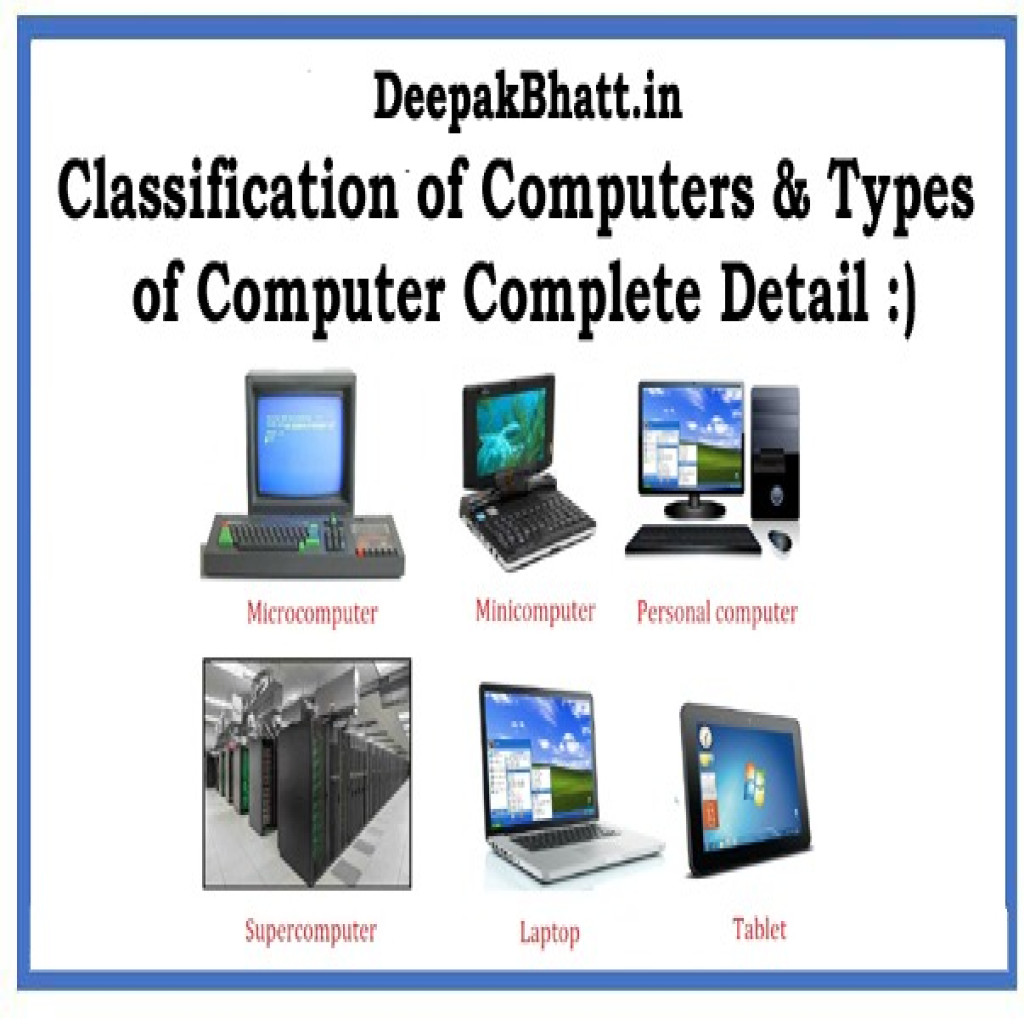 DeepakBhatt.in
Classification of Computers & Types
of Computer Complete Detail :)
Microcomputer
Minicomputer
Personal computer
Supercomputer
Laptop
Tablet